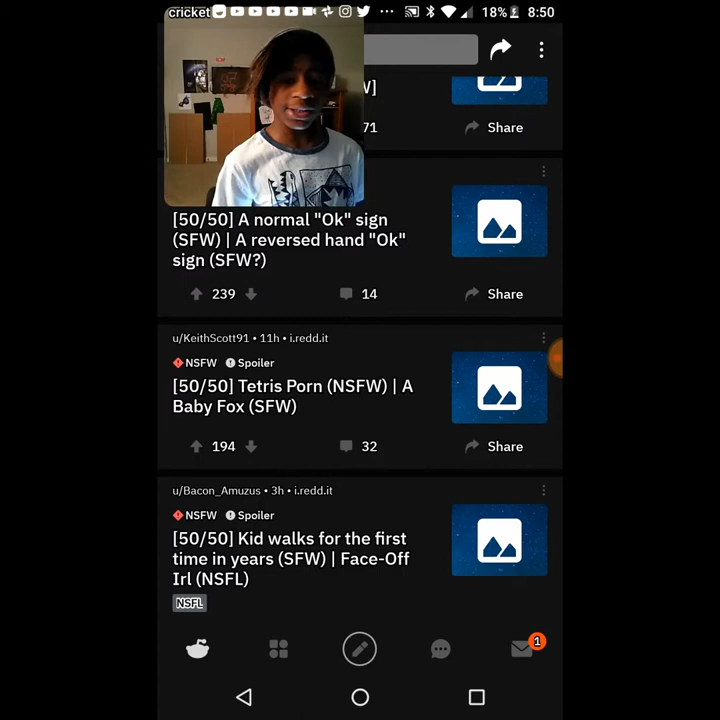 cricket
18%
8:50
W]
71
Share
[50/50] A normal "Ok" sign
(SFW) | A reversed hand "Ok"
sign (SFW?)
239
14
Share
u/KeithScott91 • 11h • i.redd.it
NSFW Spoiler
[50/50] Tetris Porn (NSFW) | A
Baby Fox (SFW)
194
32
Share
u/Bacon_Amuzus • 3h • i.redd.it
NSFW Spoiler
[50/50] Kid walks for the first
time in years (SFW) | Face-Off
Irl (NSFL)
NSFL
1